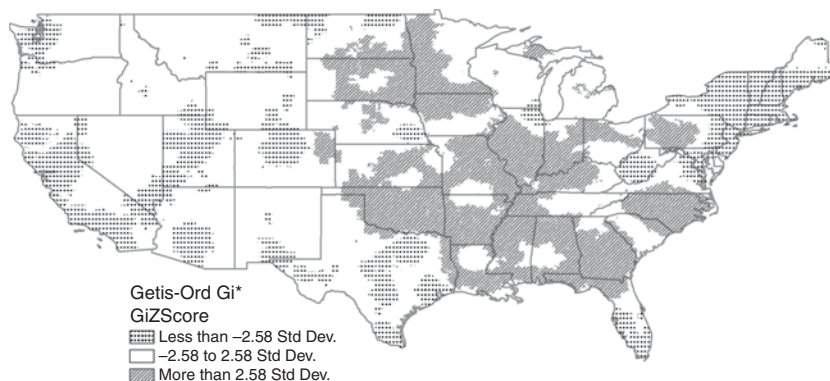 Getis-Ord Gi*
GiZScore
Less than –2.58 Std Dev.
–2.58 to 2.58 Std Dev.
More than 2.58 Std Dev.